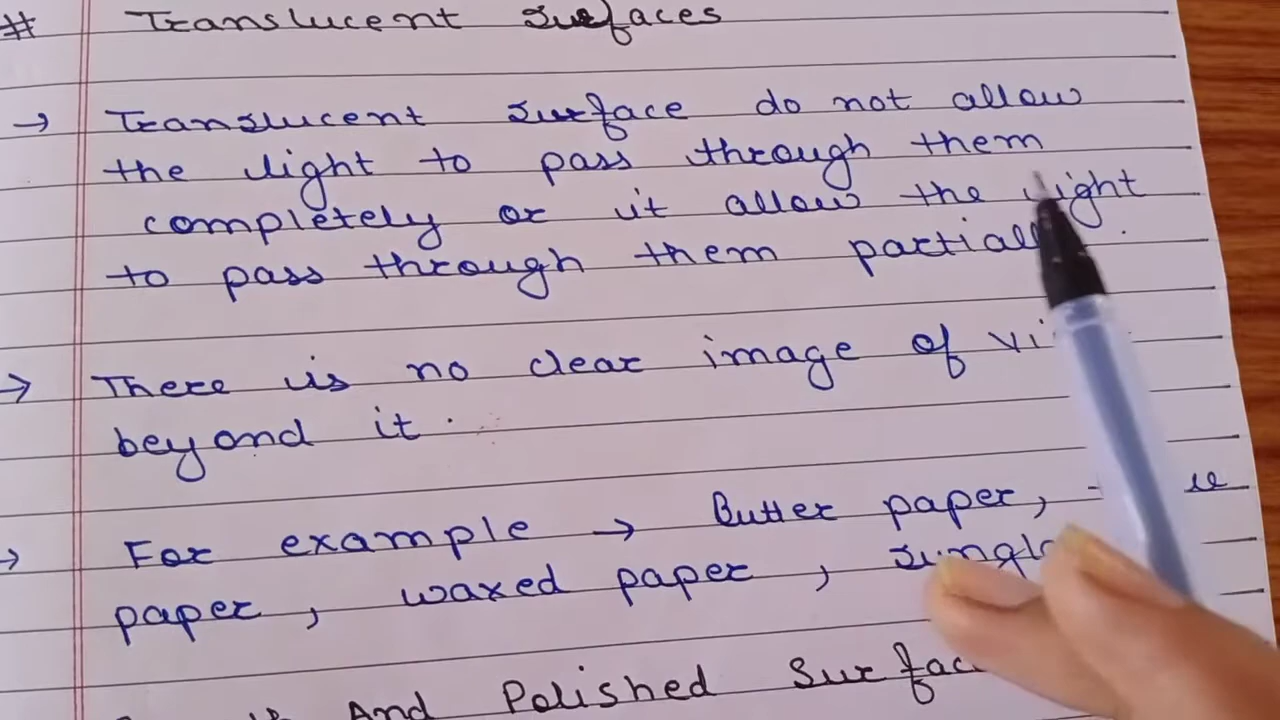 # Translucent Surfaces
→ Translucent surface do not allow
the light to pass through them
completely or it allow the light
to pass through them
→ There is no clear image of
beyond it.
→ For example → Butter paper,
paper, waxed paper,
And Polished